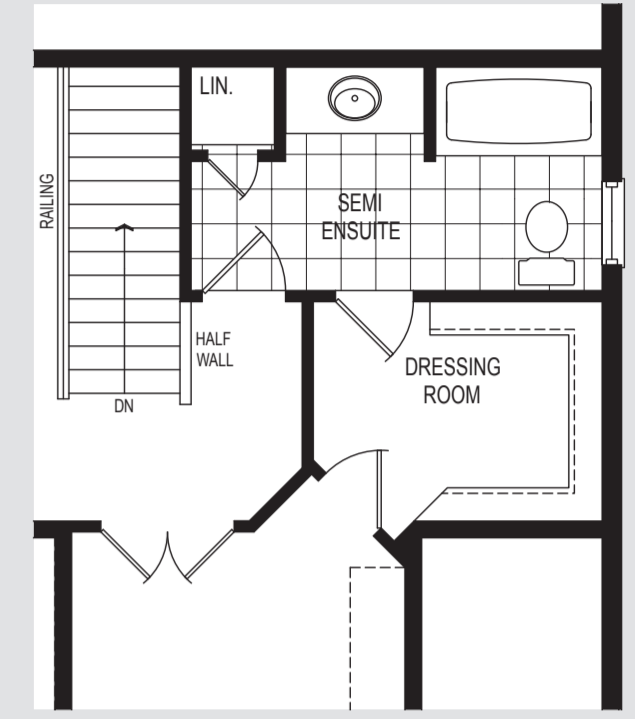 LIN.
RAILING
SEMI
ENSUITE
HALF
WALL
DRESSING
ROOM
DN